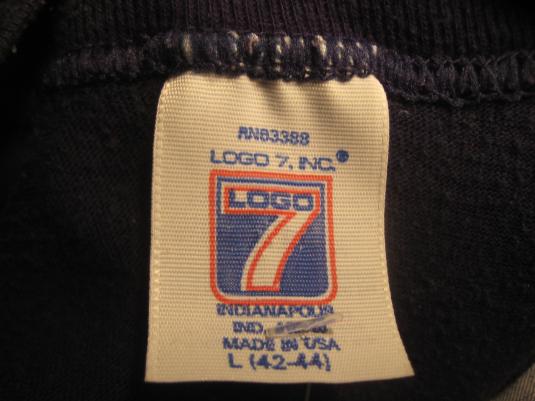 RN63388
LOGO 7, INC.®
LOGO
7
INDIANAPOLIS
IND.
MADE IN USA
L (42-44)